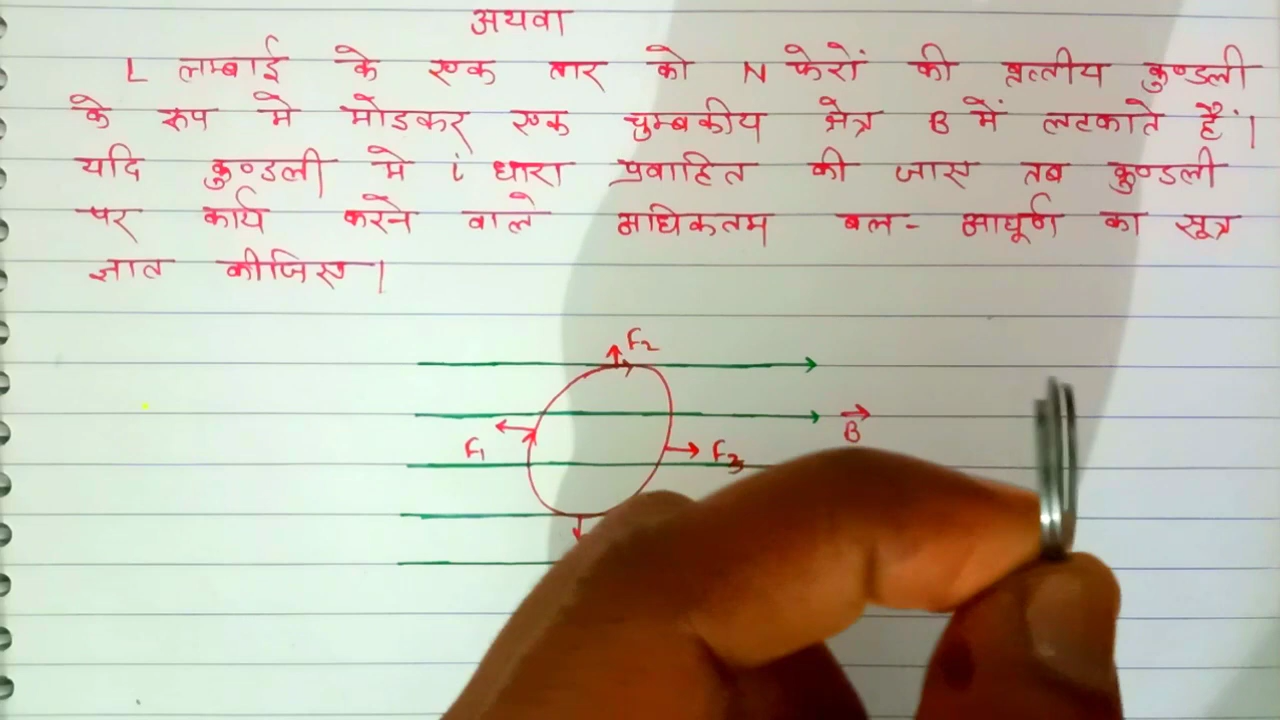 अथवा
L लम्बाई के एक तार को N फेरों की वृत्तीय कुण्डली
के रूप मे मोडकर एक चुम्बकीय क्षेत्र B में लटकाते हैं।
यदि कुण्डली मे i धारा प्रवाहित की जाए तब कुण्डली
पर कार्य करने वाले अधिकतम बल- आघूर्ण का सूत्र
ज्ञात कीजिए।
F₂
B
F₁ F₃